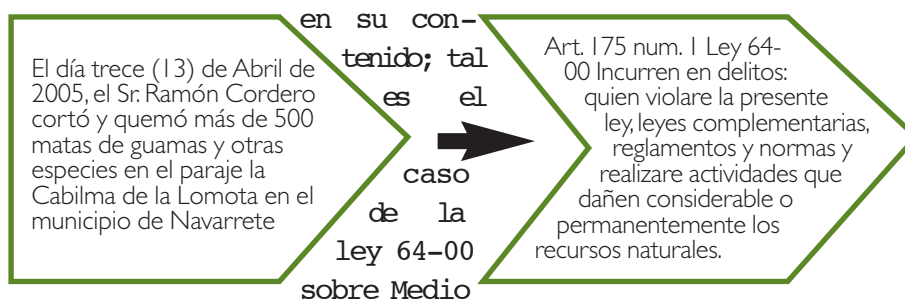 El día trece (13) de Abril de
2005, el Sr. Ramón Cordero
cortó y quemó más de 500
matas de guamas y otras
especies en el paraje la
Cabilma de la Lomota en el
municipio de Navarrete
en su con-
tenido; tal
es el
caso
de la
ley 64-00
sobre Medio
Art. 175 num. 1 Ley 64-
00 Incurren en delitos:
quien violare la presente
ley, leyes complementarias,
reglamentos y normas y
realizare actividades que
dañen considerable o
permanentemente los
recursos naturales.